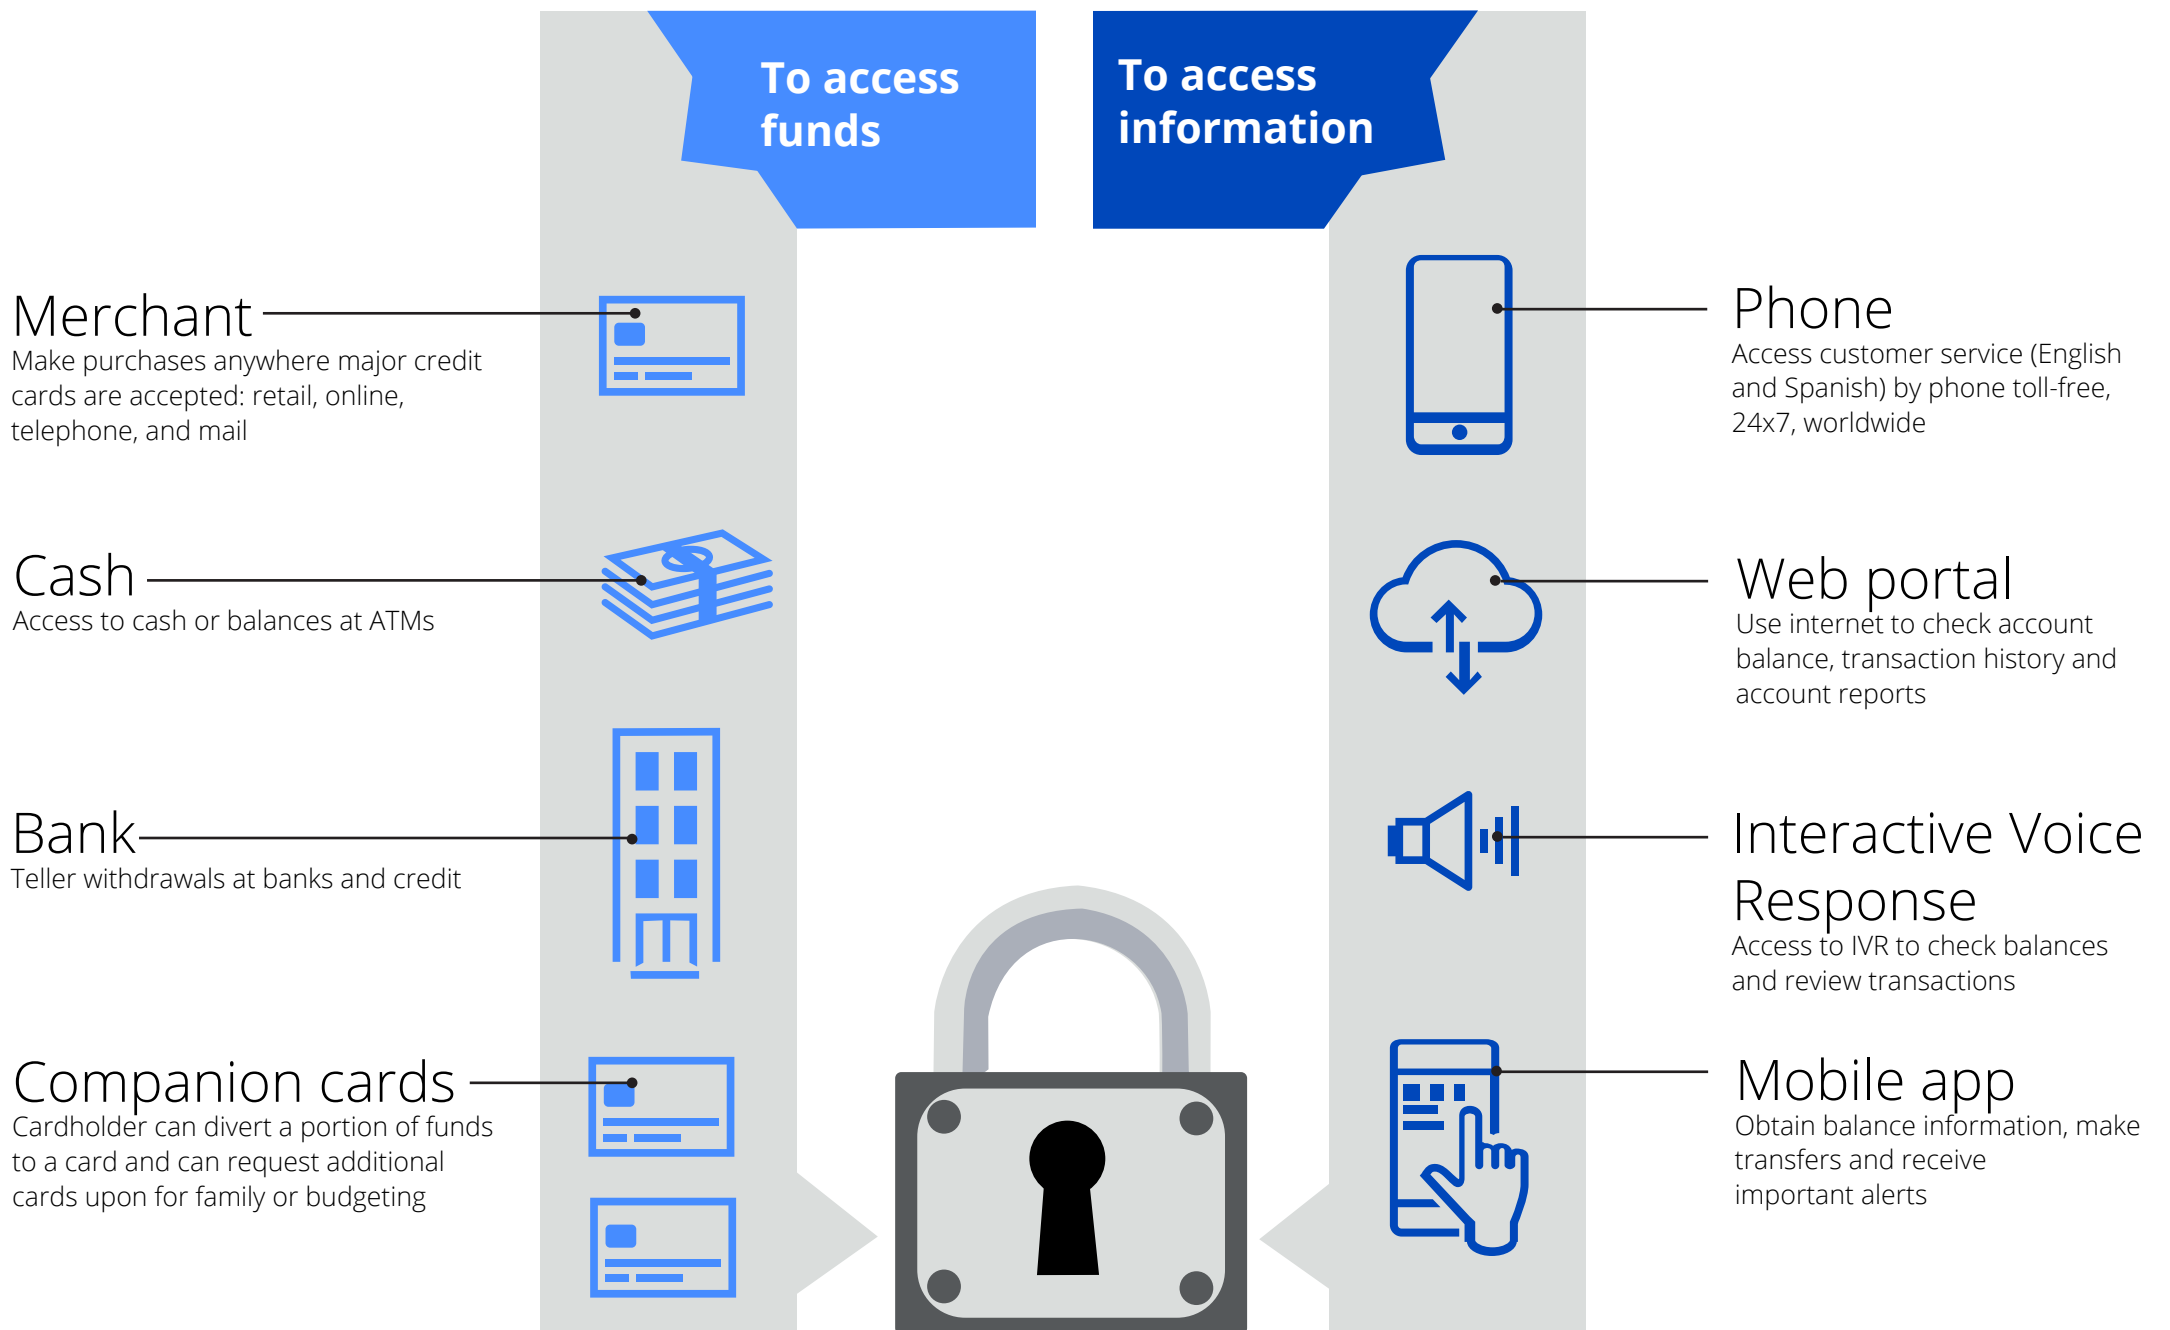 To access
funds
To access
information
Merchant
Make purchases anywhere major credit
cards are accepted: retail, online,
telephone, and mail
Cash
Access to cash or balances at ATMs
Bank
Teller withdrawals at banks and credit
Companion cards
Cardholder can divert a portion of funds
to a card and can request additional
cards upon for family or budgeting
Phone
Access customer service (English
and Spanish) by phone toll-free,
24x7, worldwide
Web portal
Use internet to check account
balance, transaction history and
account reports
Interactive Voice
Response
Access to IVR to check balances
and review transactions
Mobile app
Obtain balance information, make
transfers and receive
important alerts